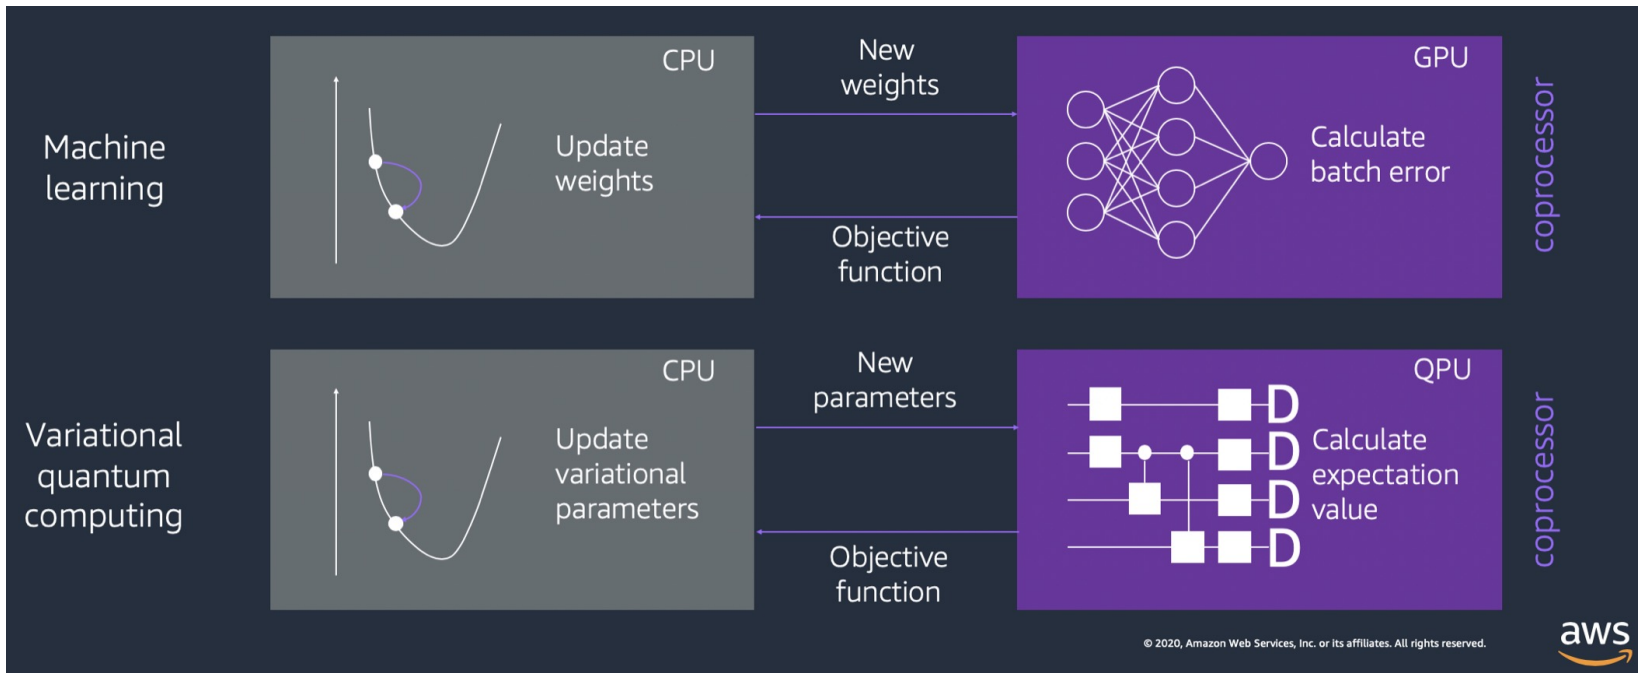 Machine
learning
CPU
Update
weights
New
weights
Objective
function
GPU
Calculate
batch error
coprocessor
Variational
quantum
computing
CPU
Update
variational
parameters
New
parameters
Objective
function
QPU
D
D
D
D
Calculate
expectation
value
coprocessor
© 2020, Amazon Web Services, Inc. or its affiliates. All rights reserved.
aws